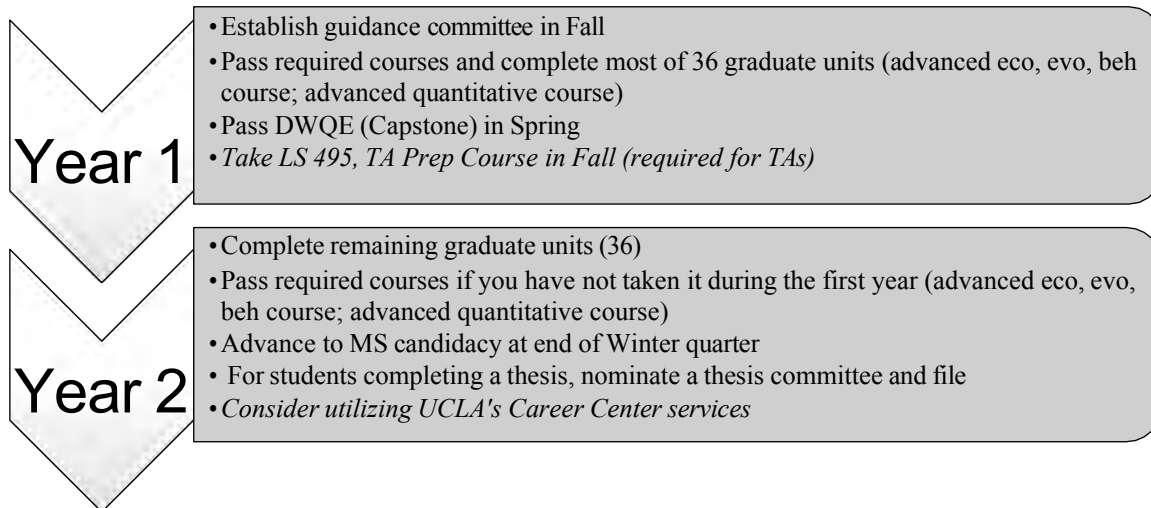 Year 1
•Establish guidance committee in Fall
•Pass required courses and complete most of 36 graduate units (advanced eco, evo, beh
course; advanced quantitative course)
•Pass DWQE (Capstone) in Spring
•Take LS 495, TA Prep Course in Fall (required for TAs)
Year 2
•Complete remaining graduate units (36)
•Pass required courses if you have not taken it during the first year (advanced eco, evo,
beh course; advanced quantitative course)
•Advance to MS candidacy at end of Winter quarter
• For students completing a thesis, nominate a thesis committee and file
•Consider utilizing UCLA's Career Center services